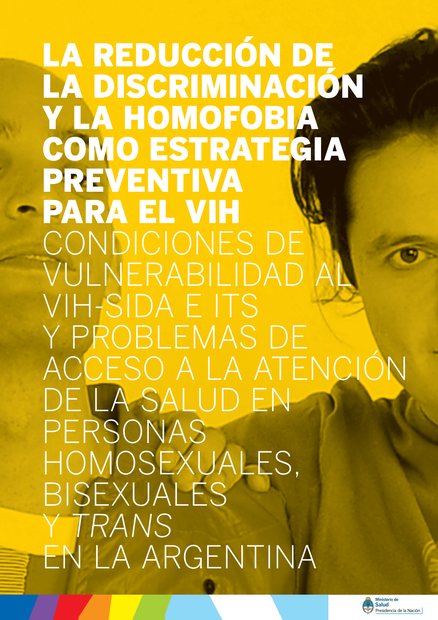 LA REDUCCIÓN DE
LA DISCRIMINACIÓN
Y LA HOMOFOBIA
COMO ESTRATEGIA
PREVENTIVA
PARA EL VIH
CONDICIONES DE
VULNERABILIDAD AL
VIH-SIDA E ITS
Y PROBLEMAS DE
ACCESO A LA ATENCIÓN
DE LA SALUD EN
PERSONAS
HOMOSEXUALES,
BISEXUALES
Y TRANS
EN LA ARGENTINA
Ministerio de
Salud
Presidencia de la Nación